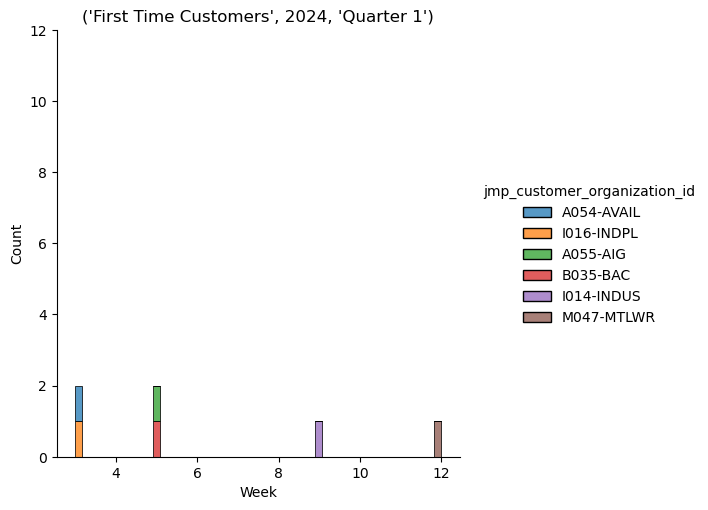 ('First Time Customers', 2024, 'Quarter 1')
12
10
8
6
4
2
0
Count
4
6
8
10
12
Week
jmp_customer_organization_id
A054-AVAIL
I016-INDPL
A055-AIG
B035-BAC
I014-INDUS
M047-MTLWR